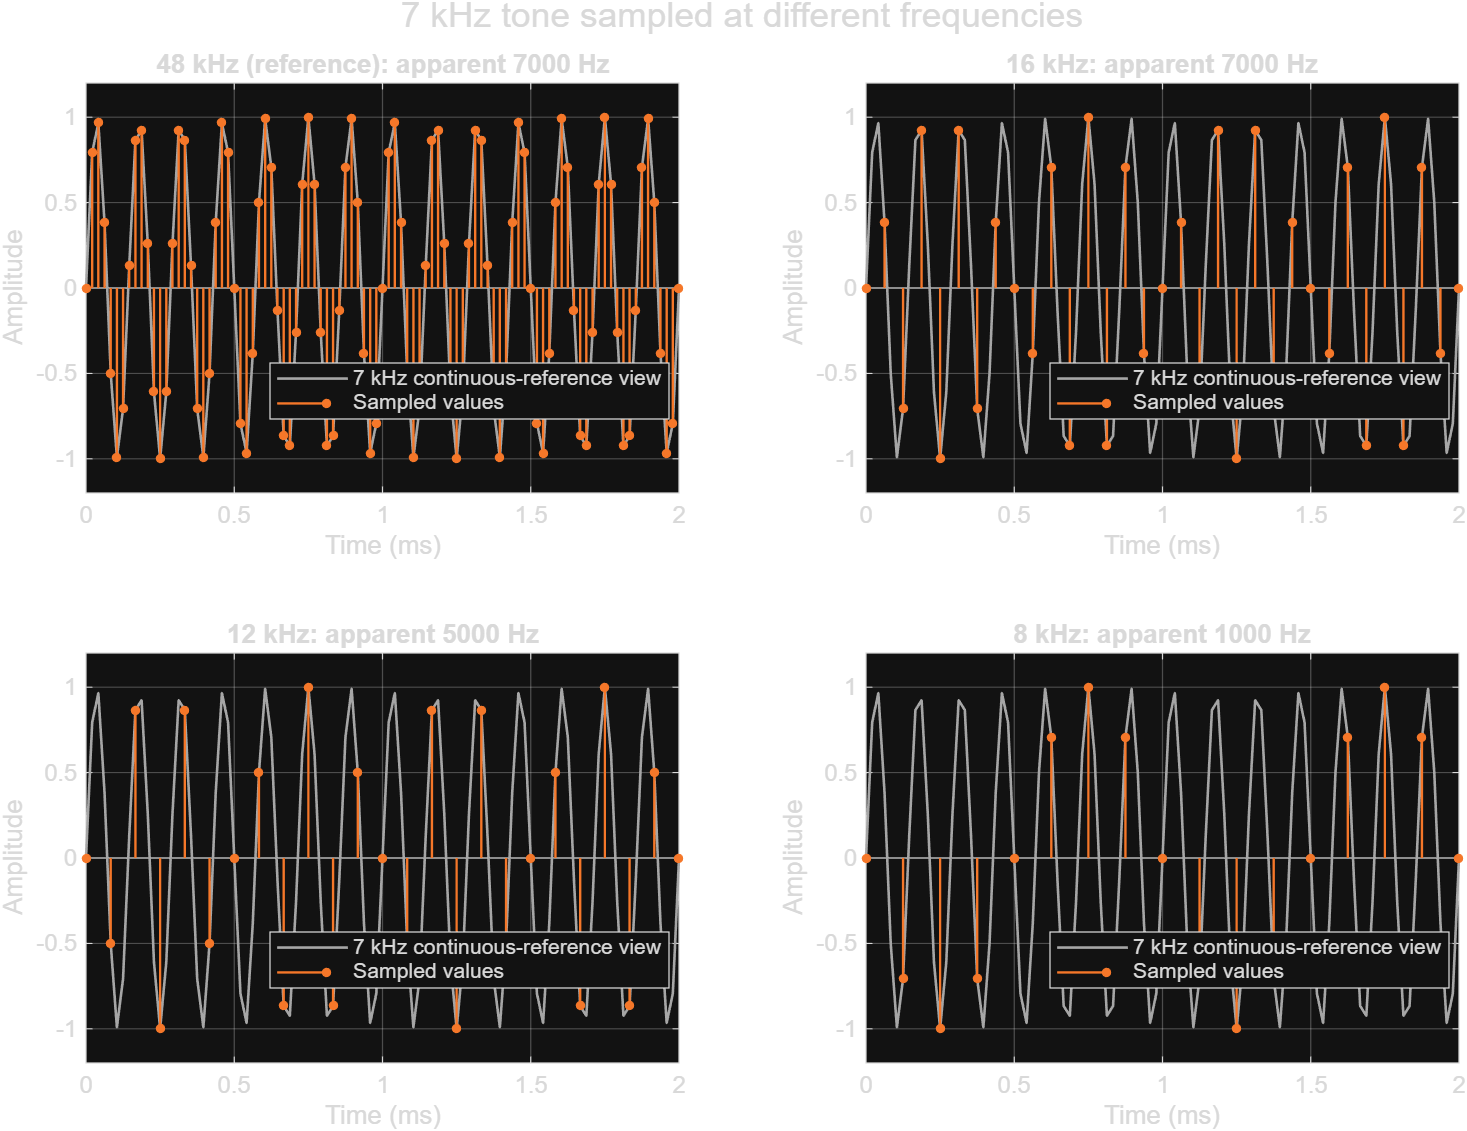 7 kHz tone sampled at different frequencies
48 kHz (reference): apparent 7000 Hz
1
0.5
0
-0.5
-1
Amplitude
7 kHz continuous-reference view
Sampled values
0 0.5 1 1.5 2
Time (ms)
16 kHz: apparent 7000 Hz
1
0.5
0
-0.5
-1
Amplitude
7 kHz continuous-reference view
Sampled values
0 0.5 1 1.5 2
Time (ms)
12 kHz: apparent 5000 Hz
1
0.5
0
-0.5
-1
Amplitude
7 kHz continuous-reference view
Sampled values
0 0.5 1 1.5 2
Time (ms)
8 kHz: apparent 1000 Hz
1
0.5
0
-0.5
-1
Amplitude
7 kHz continuous-reference view
Sampled values
0 0.5 1 1.5 2
Time (ms)